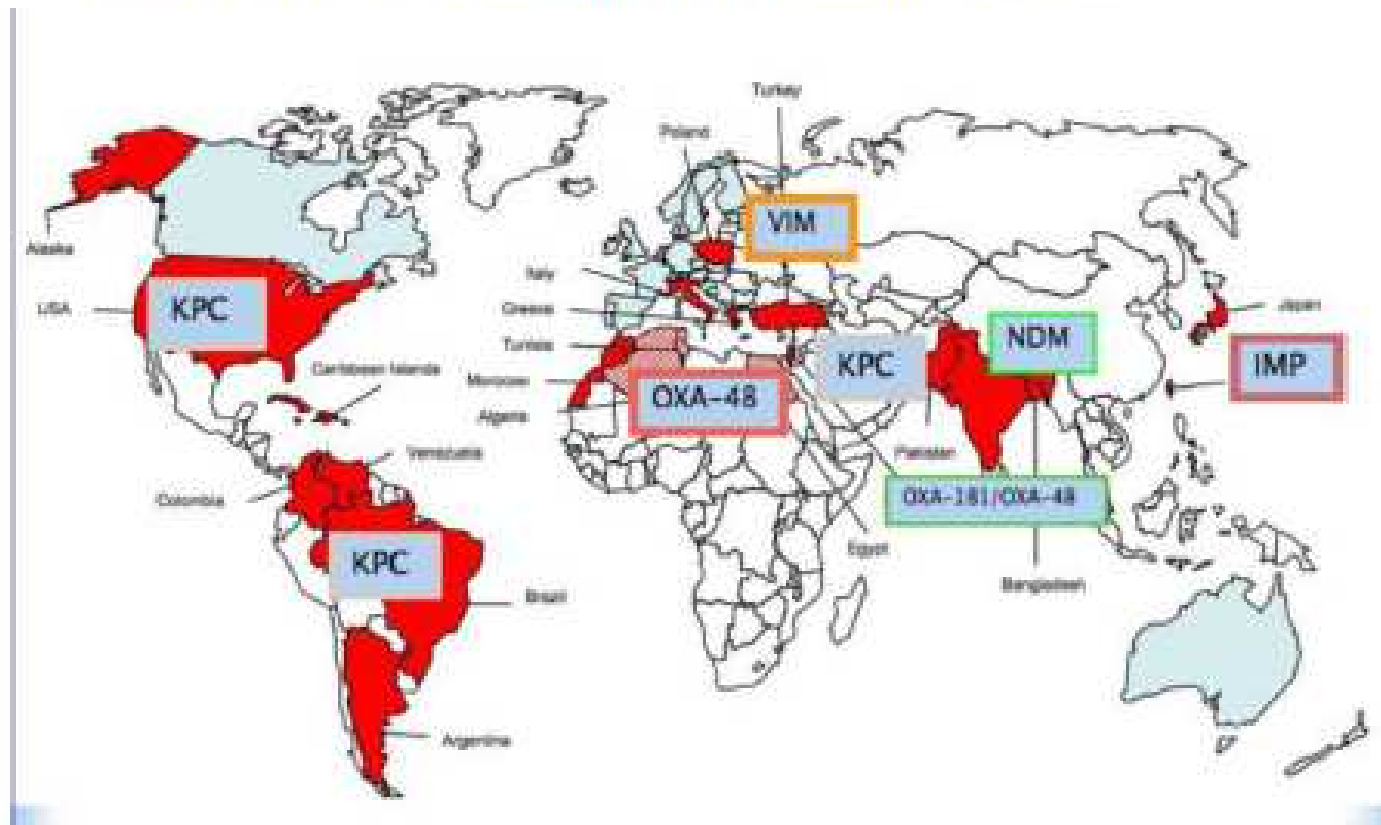 Turkey
Poland
VIM
Alaska
Italy
USA
KPC
Greece
Japan
Tunisia
NDM
Caribbean Islands
KPC
IMP
Morocco
OXA-48
Algeria
Venezuela
Pakistan
Colombia
OXA-181/OXA-48
Egypt
KPC
Bangladesh
Brazil
Argentina